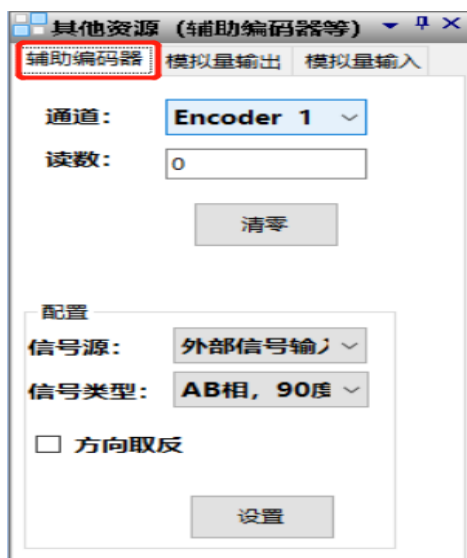 其他资源（辅助编码器等）
辅助编码器 模拟量输出 模拟量输入
通道： Encoder 1
读数： 0
清零
配置
信号源： 外部信号输
信号类型： AB相，90度
方向取反
设置